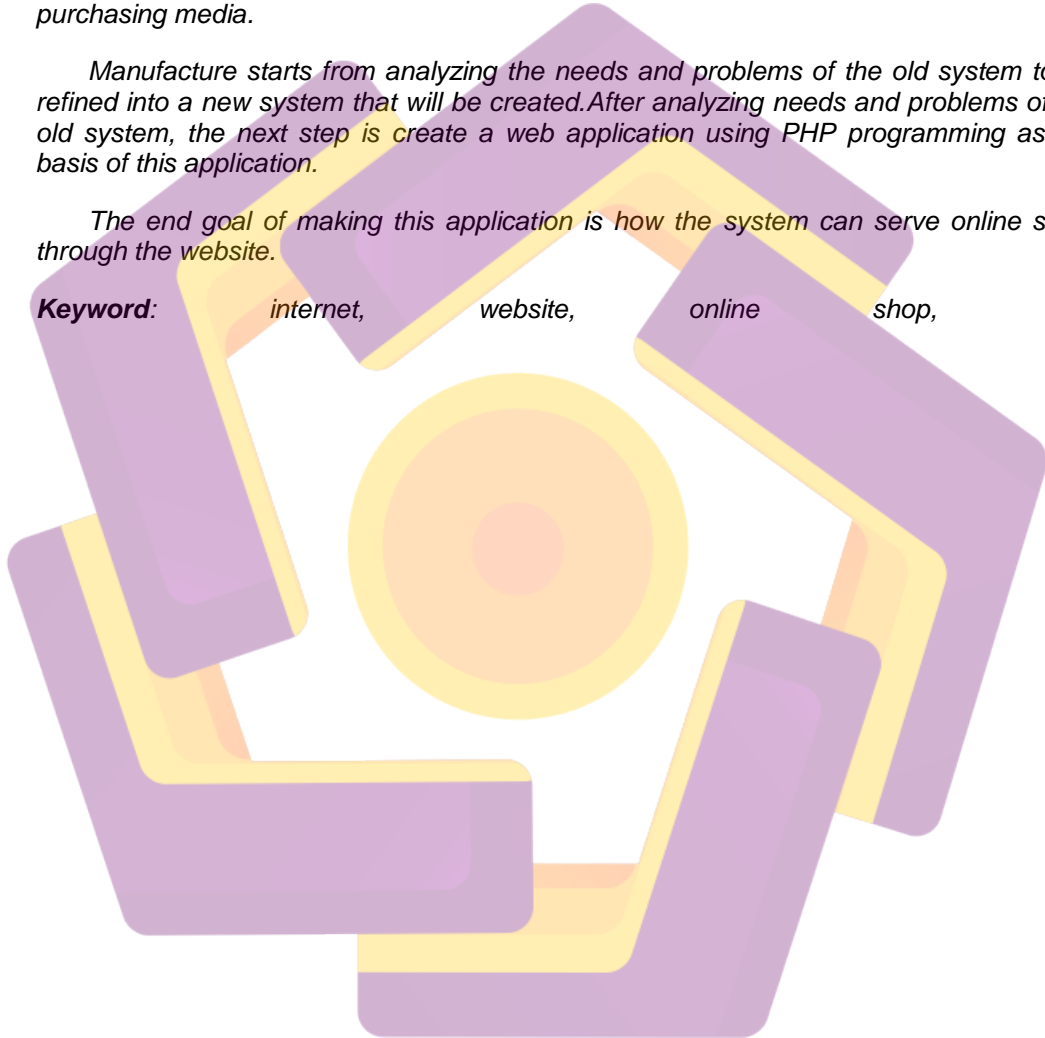 purchasing media.
Manufacture starts from analyzing the needs and problems of the old system to
refined into a new system that will be created.After analyzing needs and problems of
old system, the next step is create a web application using PHP programming as
basis of this application.
The end goal of making this application is how the system can serve online s
through the website.
Keyword: internet, website, online shop,